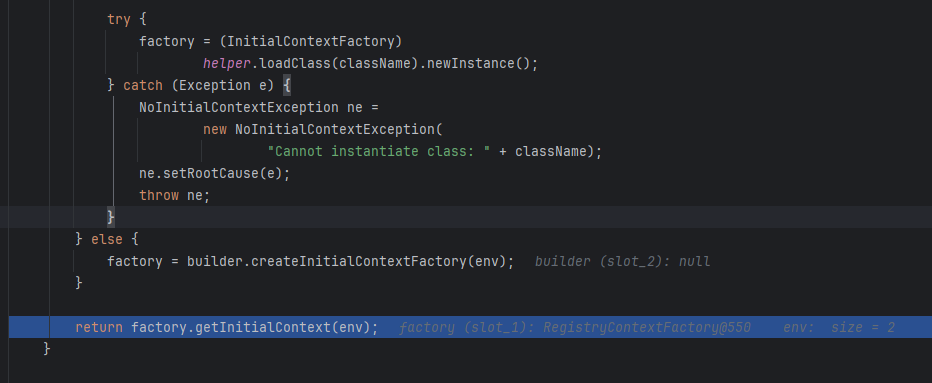 try {
factory = (InitialContextFactory)
helper.loadClass(className).newInstance();
} catch (Exception e) {
NoInitialContextException ne =
new NoInitialContextException(
"Cannot instantiate class: " + className);
ne.setRootCause(e);
throw ne;
}
} else {
factory = builder.createInitialContextFactory(env);   builder (slot_2): null
}
return factory.getInitialContext(env);   factory (slot_1): RegistryContextFactory@550    env:  size = 2
}